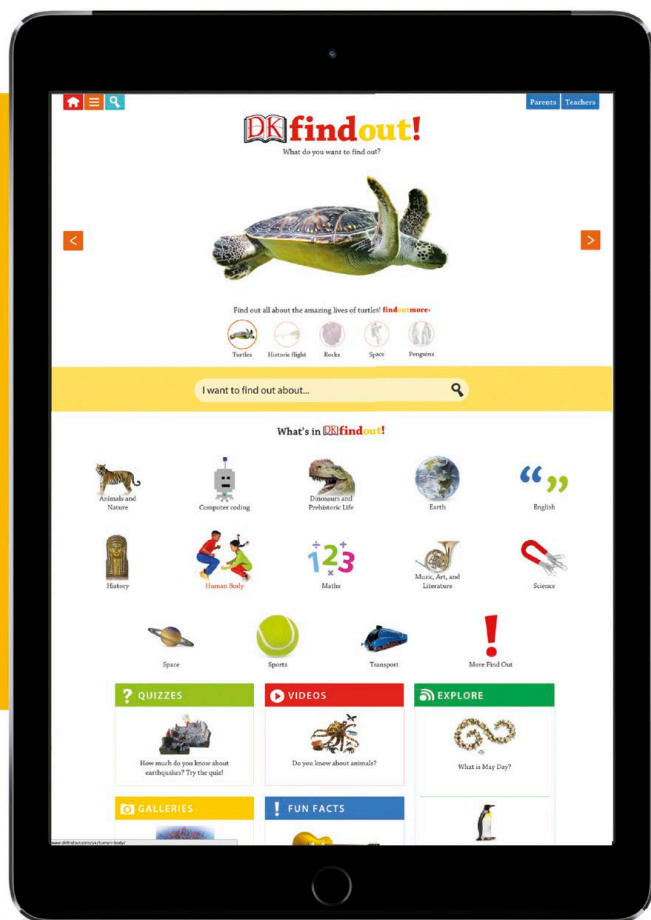 Parents Teachers
DK findout!
What do you want to find out?
Find out all about the amazing lives of turtles! findoutmore›
Turtles Historic flight Rocks Space Penguins
I want to find out about...
What's in DKfindout!
Animals and
Nature
Computer coding
Dinosaurs and
Prehistoric Life
Earth
English
History
Human Body
Maths
Music, Art, and
Literature
Science
Space
Sports
Transport
More Find Out
? QUIZZES
How much do you know about
earthquakes? Try the quiz!
VIDEOS
Do you know about animals?
EXPLORE
What is May Day?
GALLERIES
! FUN FACTS